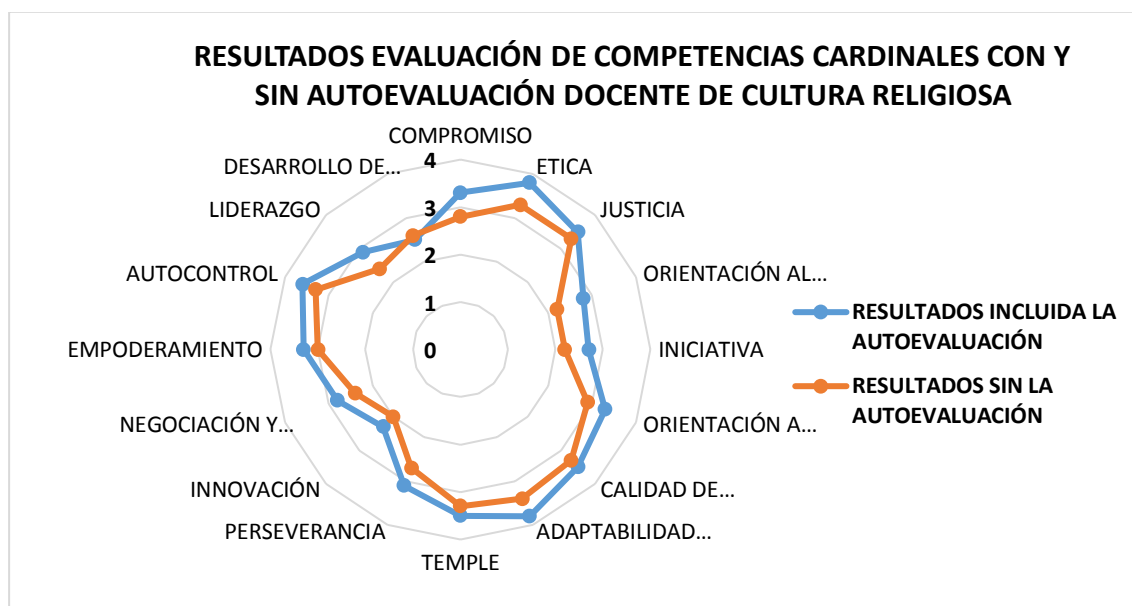 RESULTADOS EVALUACIÓN DE COMPETENCIAS CARDINALES CON Y
SIN AUTOEVALUACIÓN DOCENTE DE CULTURA RELIGIOSA
COMPROMISO
ETICA
JUSTICIA
ORIENTACIÓN AL...
INICIATIVA
ORIENTACIÓN A...
CALIDAD DE...
ADAPTABILIDAD...
TEMPLE
PERSEVERANCIA
INNOVACIÓN
NEGOCIACIÓN Y...
EMPODERAMIENTO
AUTOCONTROL
LIDERAZGO
DESARROLLO DE...
4
3
2
1
0
RESULTADOS INCLUIDA LA
AUTOEVALUACIÓN
RESULTADOS SIN LA
AUTOEVALUACIÓN